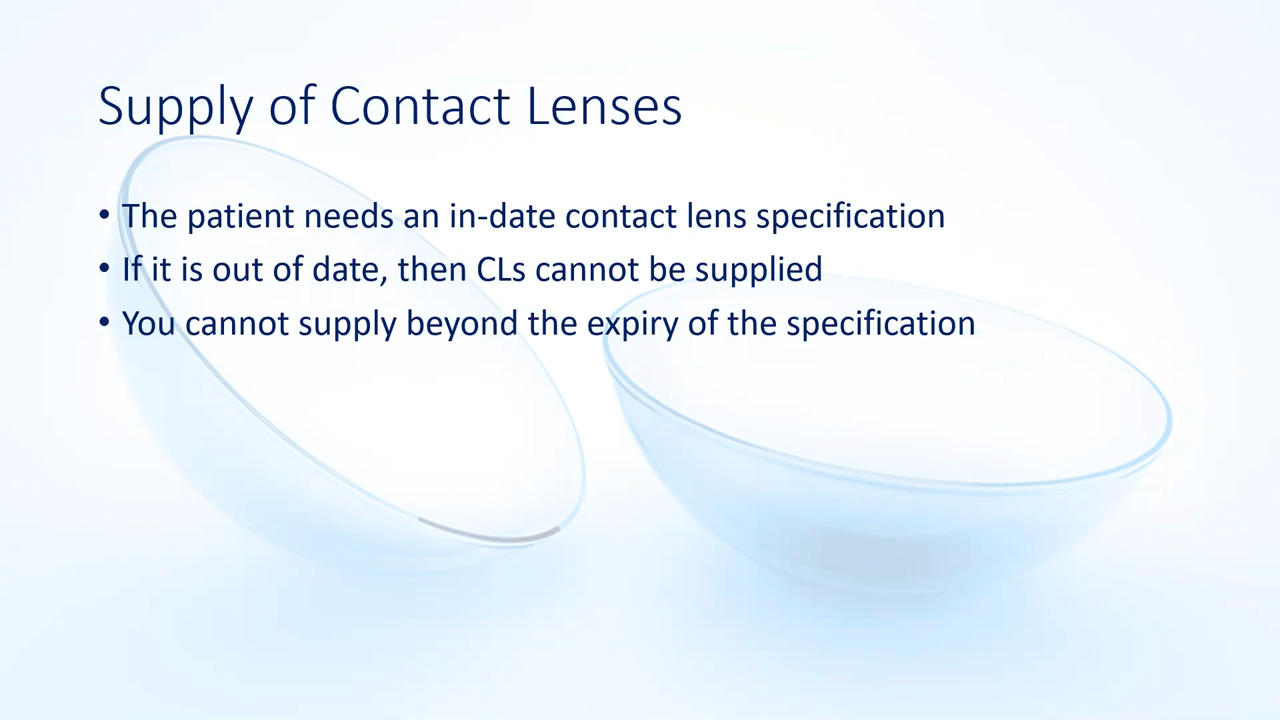 Supply of Contact Lenses
• The patient needs an in-date contact lens specification
• If it is out of date, then CLs cannot be supplied
• You cannot supply beyond the expiry of the specification